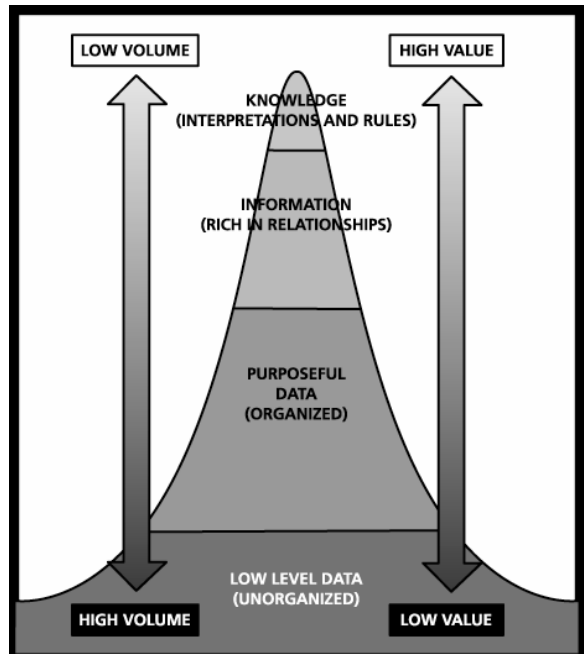 LOW VOLUME
HIGH VALUE
KNOWLEDGE
(INTERPRETATIONS AND RULES)
INFORMATION
(RICH IN RELATIONSHIPS)
PURPOSEFUL
DATA
(ORGANIZED)
LOW LEVEL DATA
(UNORGANIZED)
HIGH VOLUME
LOW VALUE